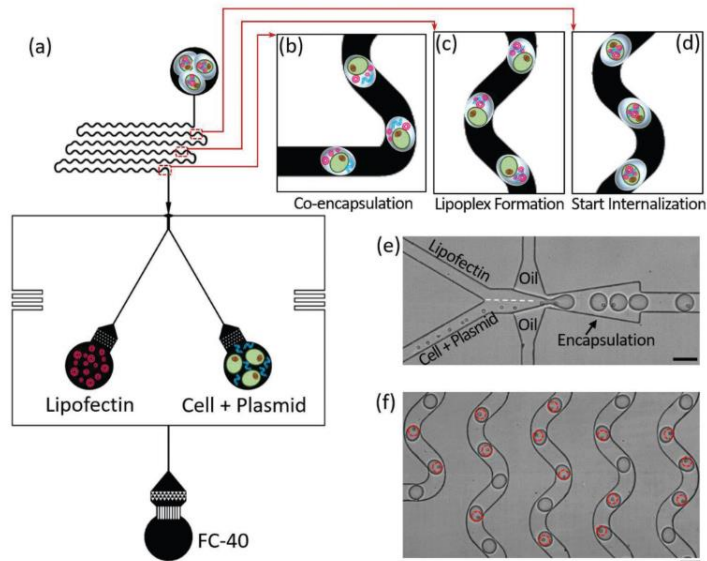 (a)
(b)
(c)
(d)
Co-encapsulation
Lipoplex Formation
Start Internalization
(e)
Lipofectin
Oil
Oil
Cell + Plasmid
Encapsulation
Lipofectin
Cell + Plasmid
(f)
FC-40